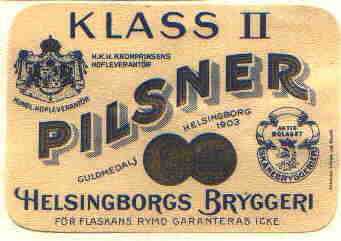 KLASS II
H.K.H. KRONPRINSENS
HOFLEVERANTÖR
KUNGL. HOFLEVERANTÖR
PILSNER
GULDMEDALJ
HELSINGBORG
1903
AKTIE
BOLAGET
SKÅNEBRYGGERIER
HELSINGBORGS BRYGGERI
FÖR FLASKANS RYMD GARANTERAS ICKE